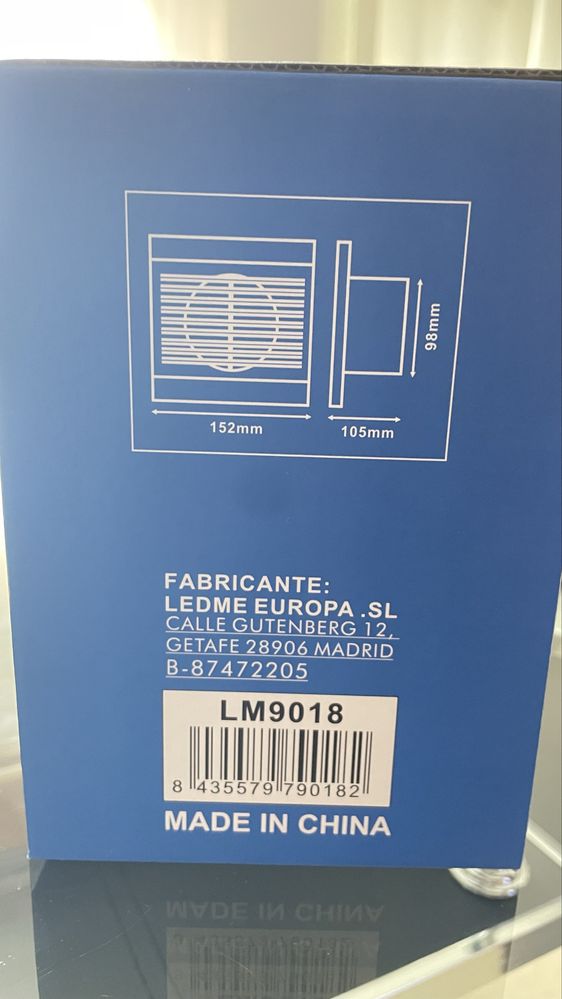 98mm
152mm
105mm
FABRICANTE:
LEDME EUROPA .SL
CALLE GUTENBERG 12,
GETAFE 28906 MADRID
B-87472205
LM9018
8 435579 790182
MADE IN CHINA